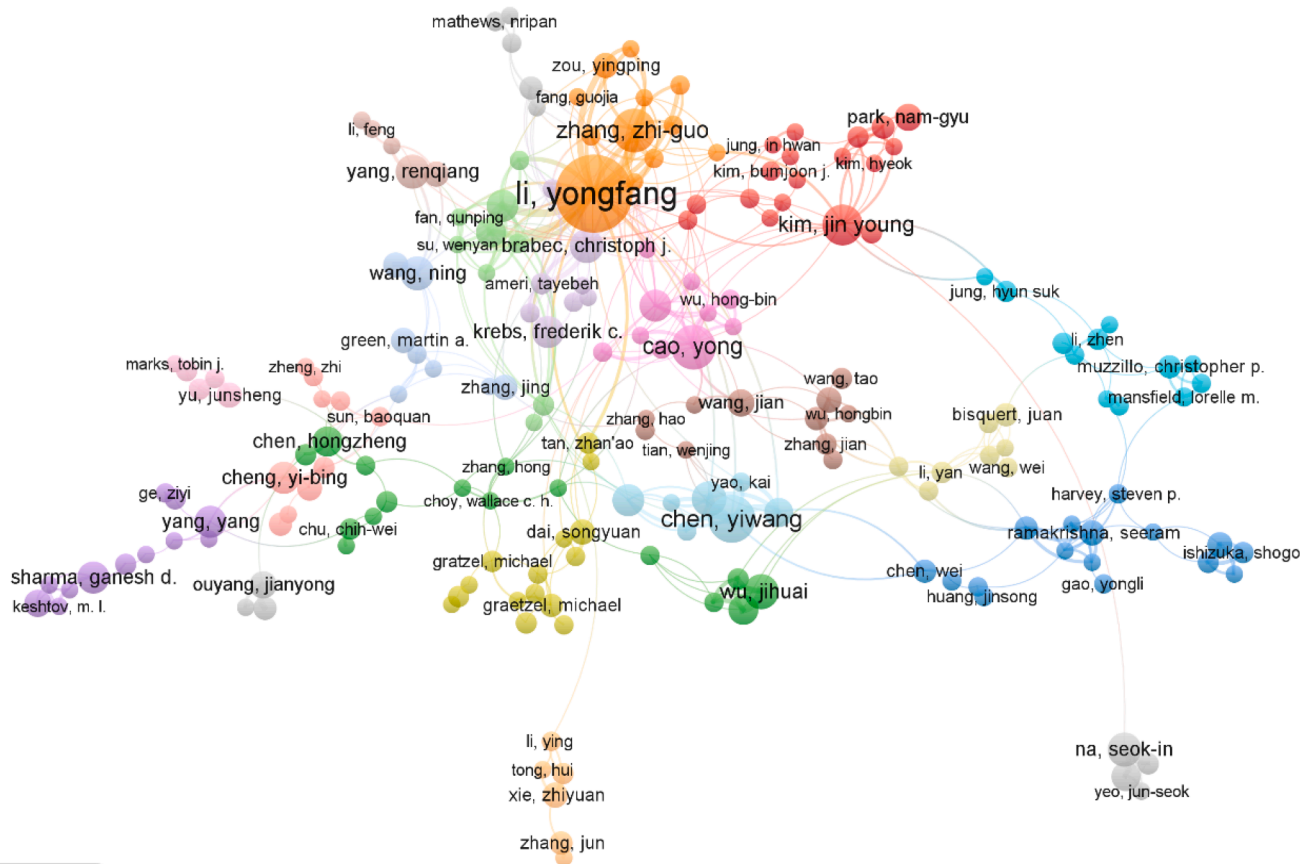 mathews, nripan
zou, yingping
fang, guojia
park, nam-gyu
li, feng
zhang, zhi-guo
jung, in hwan
kim, hyeok
yang, renqiang
kim, bumjoon j.
li, yongfang
fan, qunping
kim, jin young
su, wenyan
brabec, christoph j.
wang, ning
ameri, tayebeh
jung, hyun suk
wu, hong-bin
krebs, frederik c.
green, martin a.
li, zhen
cao, yong
marks, tobin j.
zheng, zhi
muzzillo, christopher p.
wang, tao
zhang, jing
yu, junsheng
mansfield, lorelle m.
wang, jian
wu, hongbin
bisquert, juan
sun, baoquan
zhang, hao
chen, hongzheng
tan, zhan'ao
tian, wenjing
zhang, jian
zhang, hong
wang, wei
li, yan
cheng, yi-bing
yao, kai
ge, ziyi
harvey, steven p.
choy, wallace c. h.
yang, yang
chen, yiwang
chu, chih-wei
dai, songyuan
ramakrishna, seeram
ishizuka, shogo
gratzel, michael
chen, wei
sharma, ganesh d.
ouyang, jianyong
gao, yongli
wu, jihuai
huang, jinsong
keshtov, m. l.
graetzel, michael
li, ying
na, seok-in
tong, hui
xie, zhiyuan
yeo, jun-seok
zhang, jun